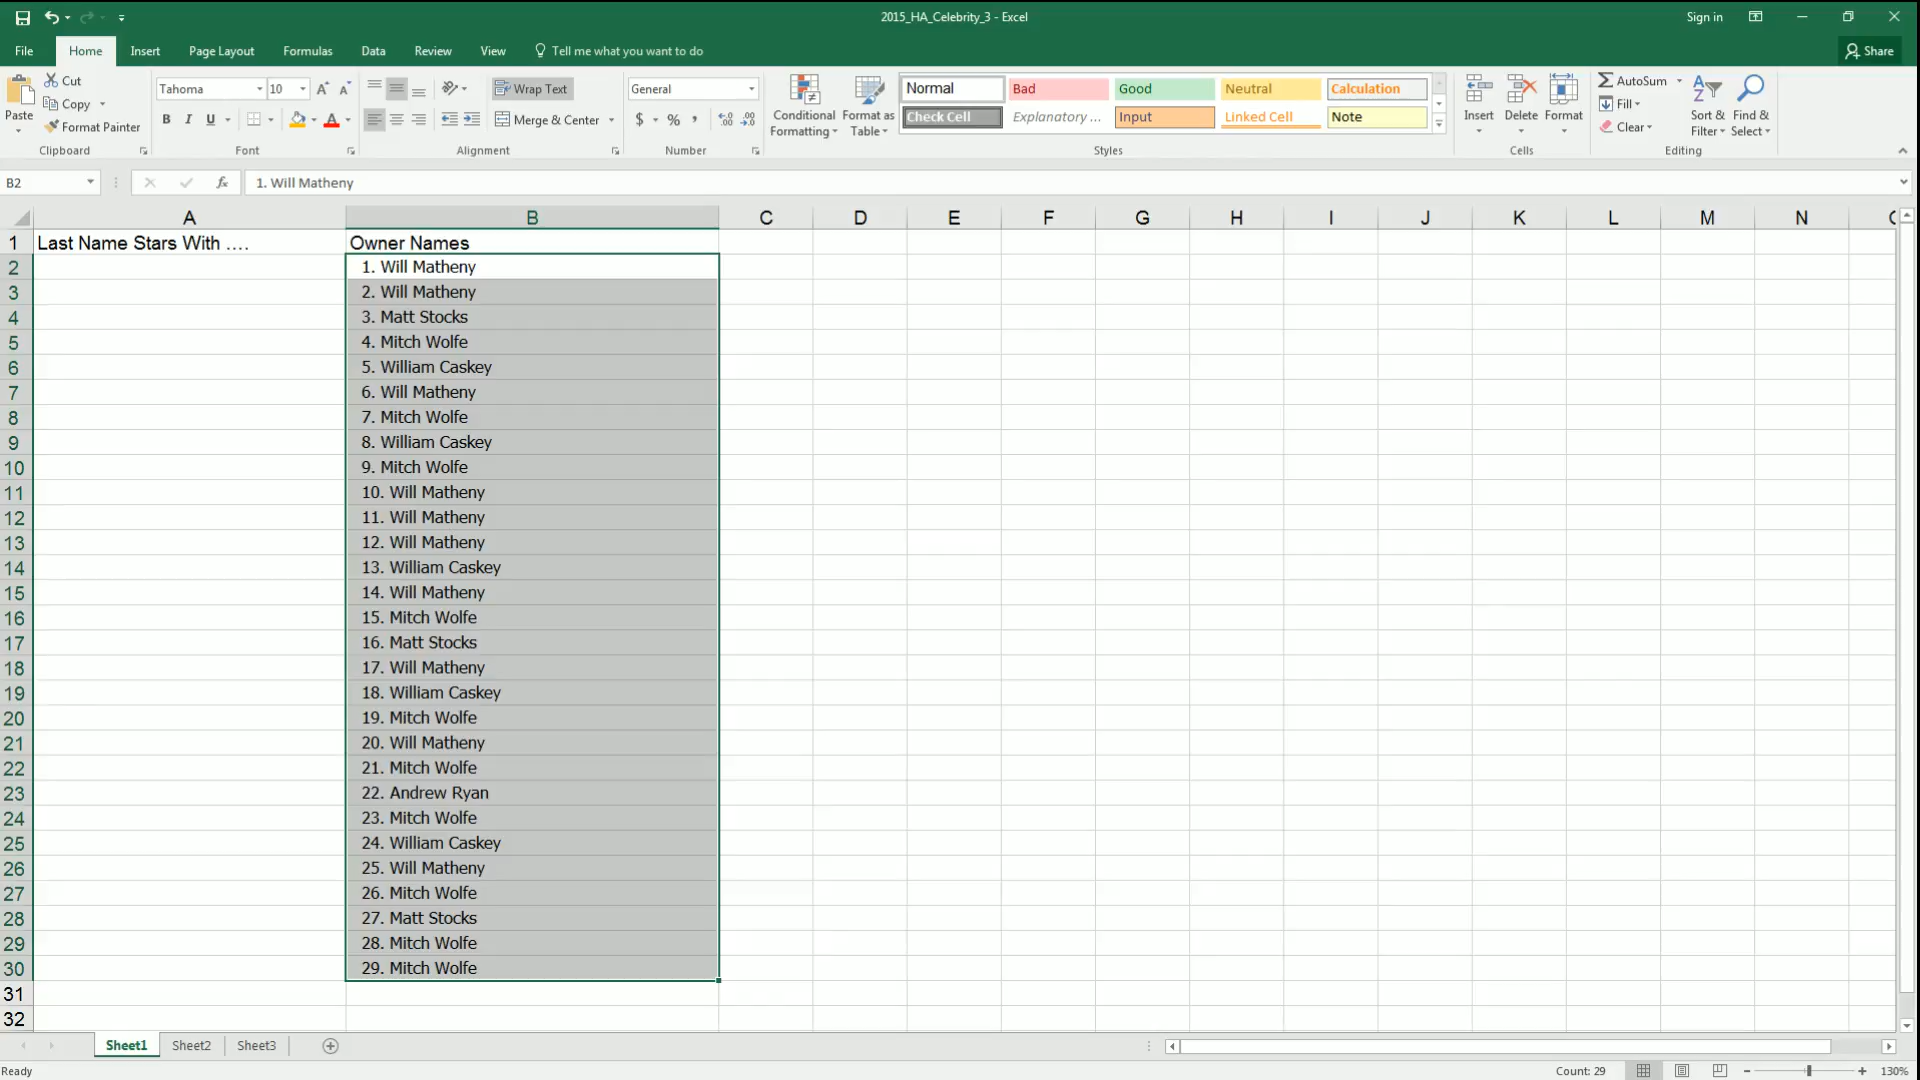 2015_HA_Celebrity_3 - Excel
Sign in
File Home Insert Page Layout Formulas Data Review View Tell me what you want to do
Share
Paste
Cut
Copy
Format Painter
Clipboard
Tahoma 10
B I U
Font
Wrap Text
Merge & Center
Alignment
General
$ % ,
Number
Conditional Formatting
Format as Table
Normal Bad Good Neutral Calculation
Check Cell Explanatory ... Input Linked Cell Note
Styles
Insert Delete Format
Cells
AutoSum
Fill
Clear
Sort & Filter
Find & Select
Editing
B2
fx
1. Will Matheny
A B C D E F G H I J K L M N
1 Last Name Stars With …. Owner Names
2 1. Will Matheny
3 2. Will Matheny
4 3. Matt Stocks
5 4. Mitch Wolfe
6 5. William Caskey
7 6. Will Matheny
8 7. Mitch Wolfe
9 8. William Caskey
10 9. Mitch Wolfe
11 10. Will Matheny
12 11. Will Matheny
13 12. Will Matheny
14 13. William Caskey
15 14. Will Matheny
16 15. Mitch Wolfe
17 16. Matt Stocks
18 17. Will Matheny
19 18. William Caskey
20 19. Mitch Wolfe
21 20. Will Matheny
22 21. Mitch Wolfe
23 22. Andrew Ryan
24 23. Mitch Wolfe
25 24. William Caskey
26 25. Will Matheny
27 26. Mitch Wolfe
28 27. Matt Stocks
29 28. Mitch Wolfe
30 29. Mitch Wolfe
31
32
Sheet1 Sheet2 Sheet3
Ready
Count: 29
130%